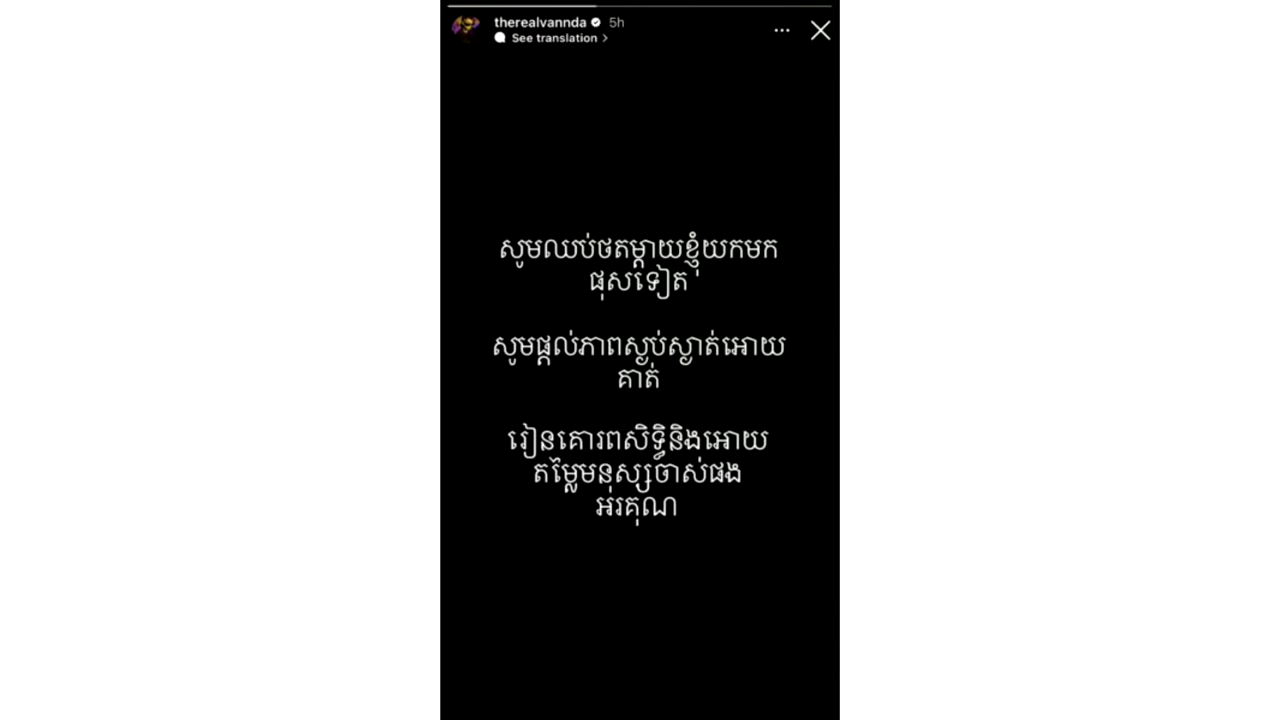 therealvannda 5h
See translation >
សូមឈប់ថតម្ដាយខ្ញុំយកមក
ផុសទៀត
សូមផ្ដល់ភាពស្ងប់ស្ងាត់អោយ
គាត់
រៀនគោរពសិទ្ធិនិងអោយ
តម្លៃមនុស្សចាស់ផង
អ់រគុណ